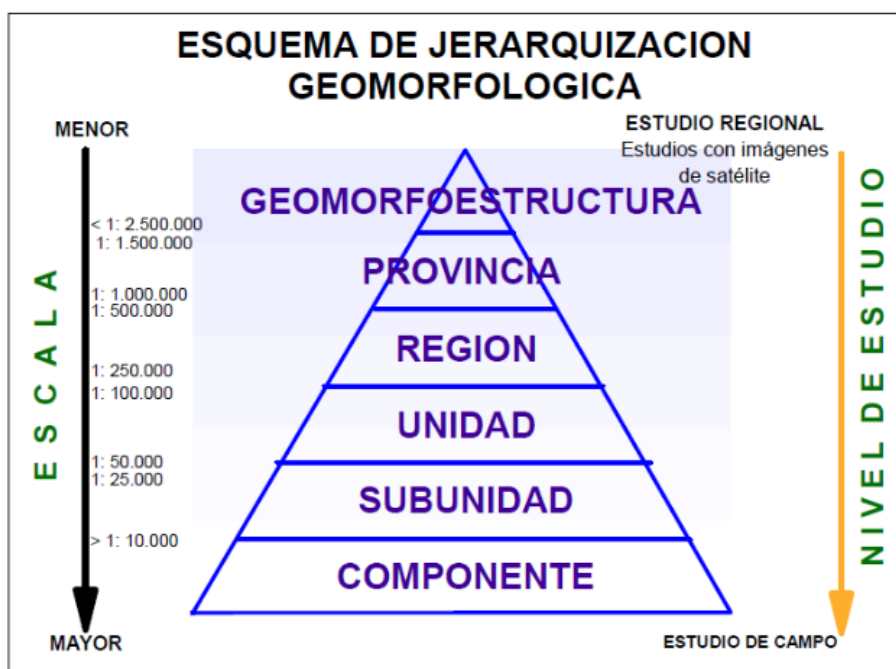 ESQUEMA DE JERARQUIZACION
GEOMORFOLOGICA
MENOR
ESTUDIO REGIONAL
Estudios con imágenes
de satélite
GEOMORFOESTRUCTURA
< 1: 2.500.000
1: 1.500.000
PROVINCIA
1: 1.000.000
1: 500.000
REGION
1: 250.000
1: 100.000
UNIDAD
1: 50.000
1: 25.000
SUBUNIDAD
> 1: 10.000
COMPONENTE
MAYOR
ESTUDIO DE CAMPO
ESCALA
NIVEL DE ESTUDIO